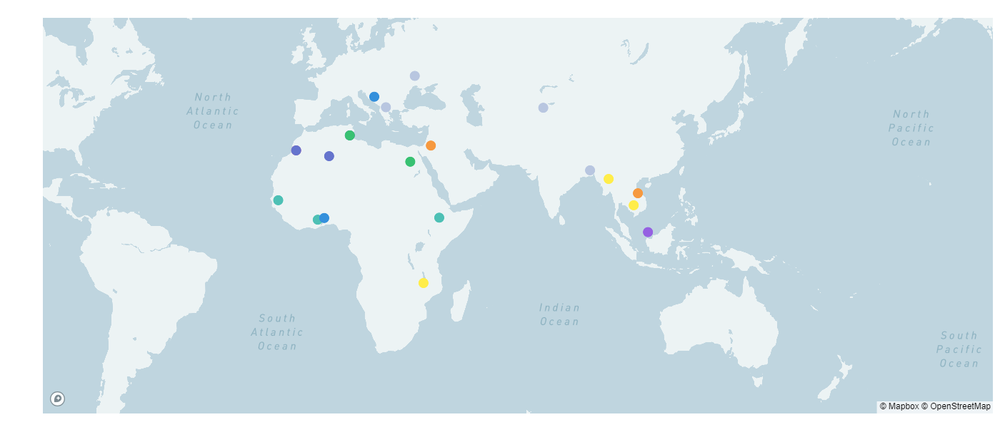 North
Atlantic
Ocean
North
Pacific
Ocean
Indian
Ocean
South
Atlantic
Ocean
South
Pacific
Ocean
© Mapbox © OpenStreetMap